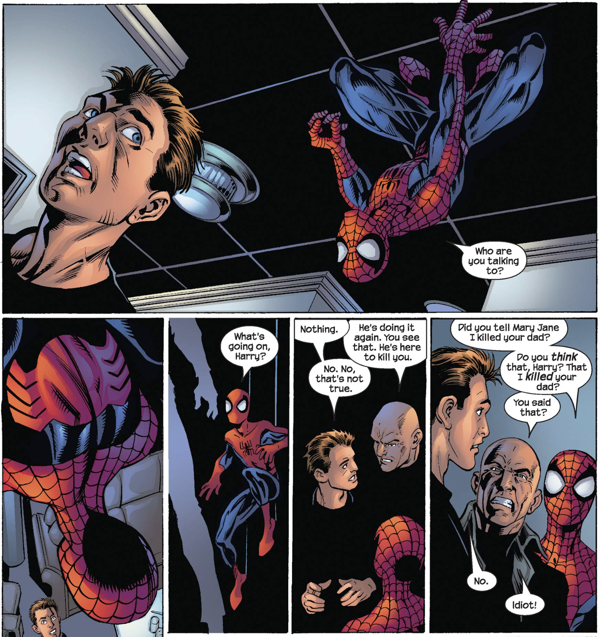 Who are
you talking
to?
What's
going on,
Harry?
Nothing.
He's doing it
again. You see
that. He's here
to kill you.
No. No,
that's not
true.
Did you tell Mary Jane
I killed your dad?
Do you think
that, Harry? That
I killed your
dad?
You said
that?
No.
Idiot!